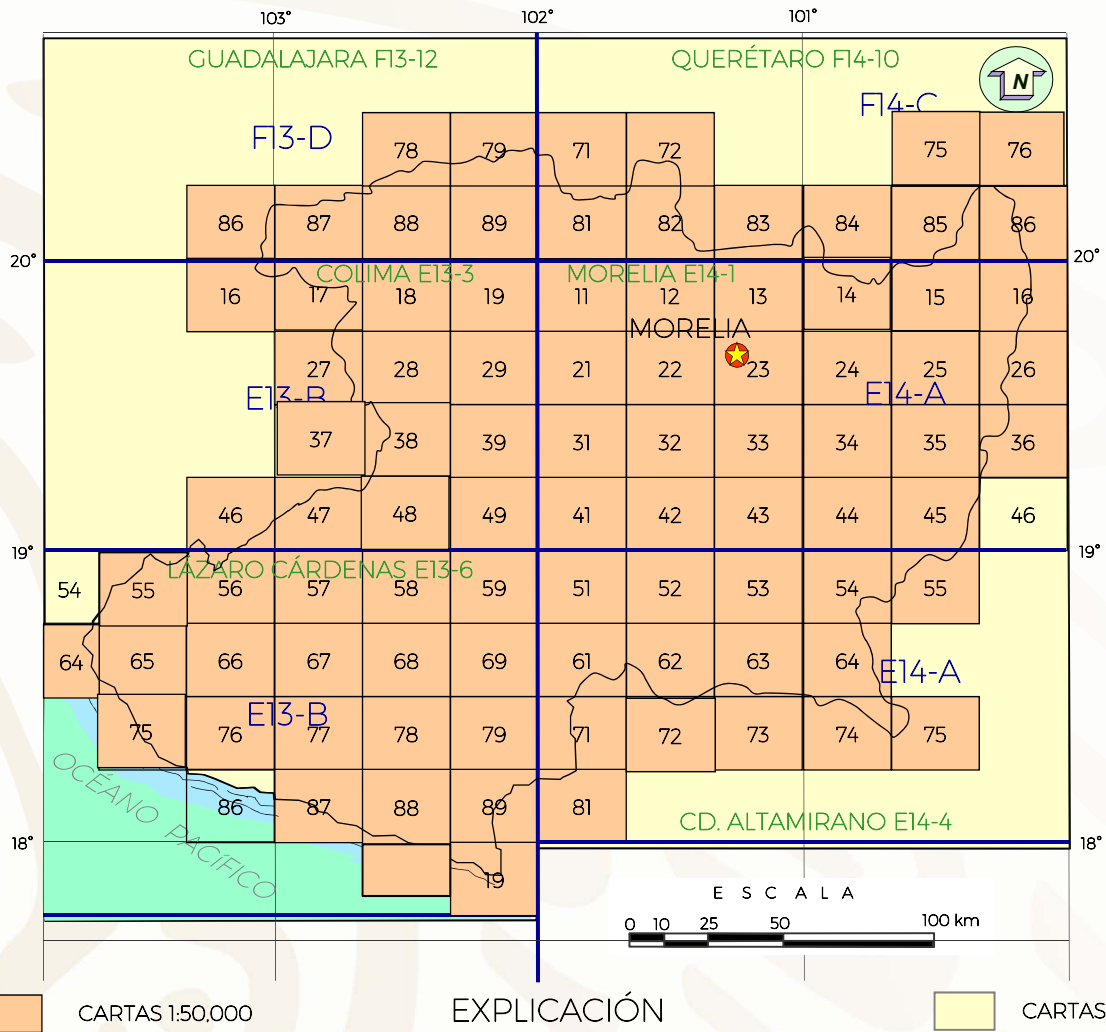 103° 102° 101°
GUADALAJARA F13-12 QUERÉTARO F14-10
N
F14-C
F13-D
78 79 71 72 75 76
86 87 88 89 81 82 83 84 85 86
20° 20°
COLIMA E13-3 MORELIA E14-1
16 17 18 19 11 12 13 14 15 16
MORELIA
27 28 29 21 22 23 24 25 26
E13-B E14-A
37 38 39 31 32 33 34 35 36
46 47 48 49 41 42 43 44 45 46
19° 19°
LÁZARO CÁRDENAS E13-6
54 55 56 57 58 59 51 52 53 54 55
64 65 66 67 68 69 61 62 63 64
E14-A
E13-B
75 76 77 78 79 71 72 73 74 75
OCÉANO PACÍFICO
86 87 88 89 81
CD. ALTAMIRANO E14-4
18° 18°
19
ESCALA
0 10 25 50 100 km
CARTAS 1:50,000 EXPLICACIÓN CARTAS